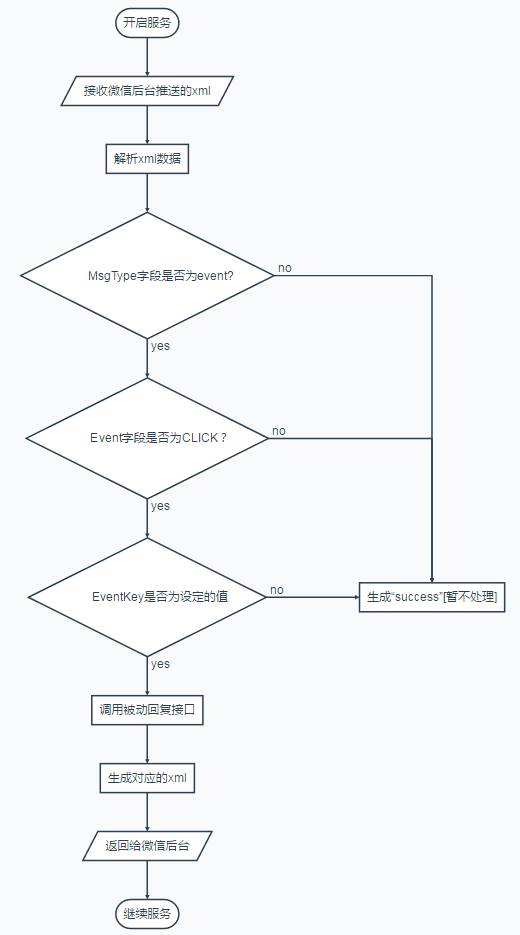 开启服务
接收微信后台推送的xml
解析xml数据
MsgType字段是否为event?
no
yes
Event字段是否为CLICK？
no
yes
EventKey是否为设定的值
no
生成“success”[暂不处理]
yes
调用被动回复接口
生成对应的xml
返回给微信后台
继续服务